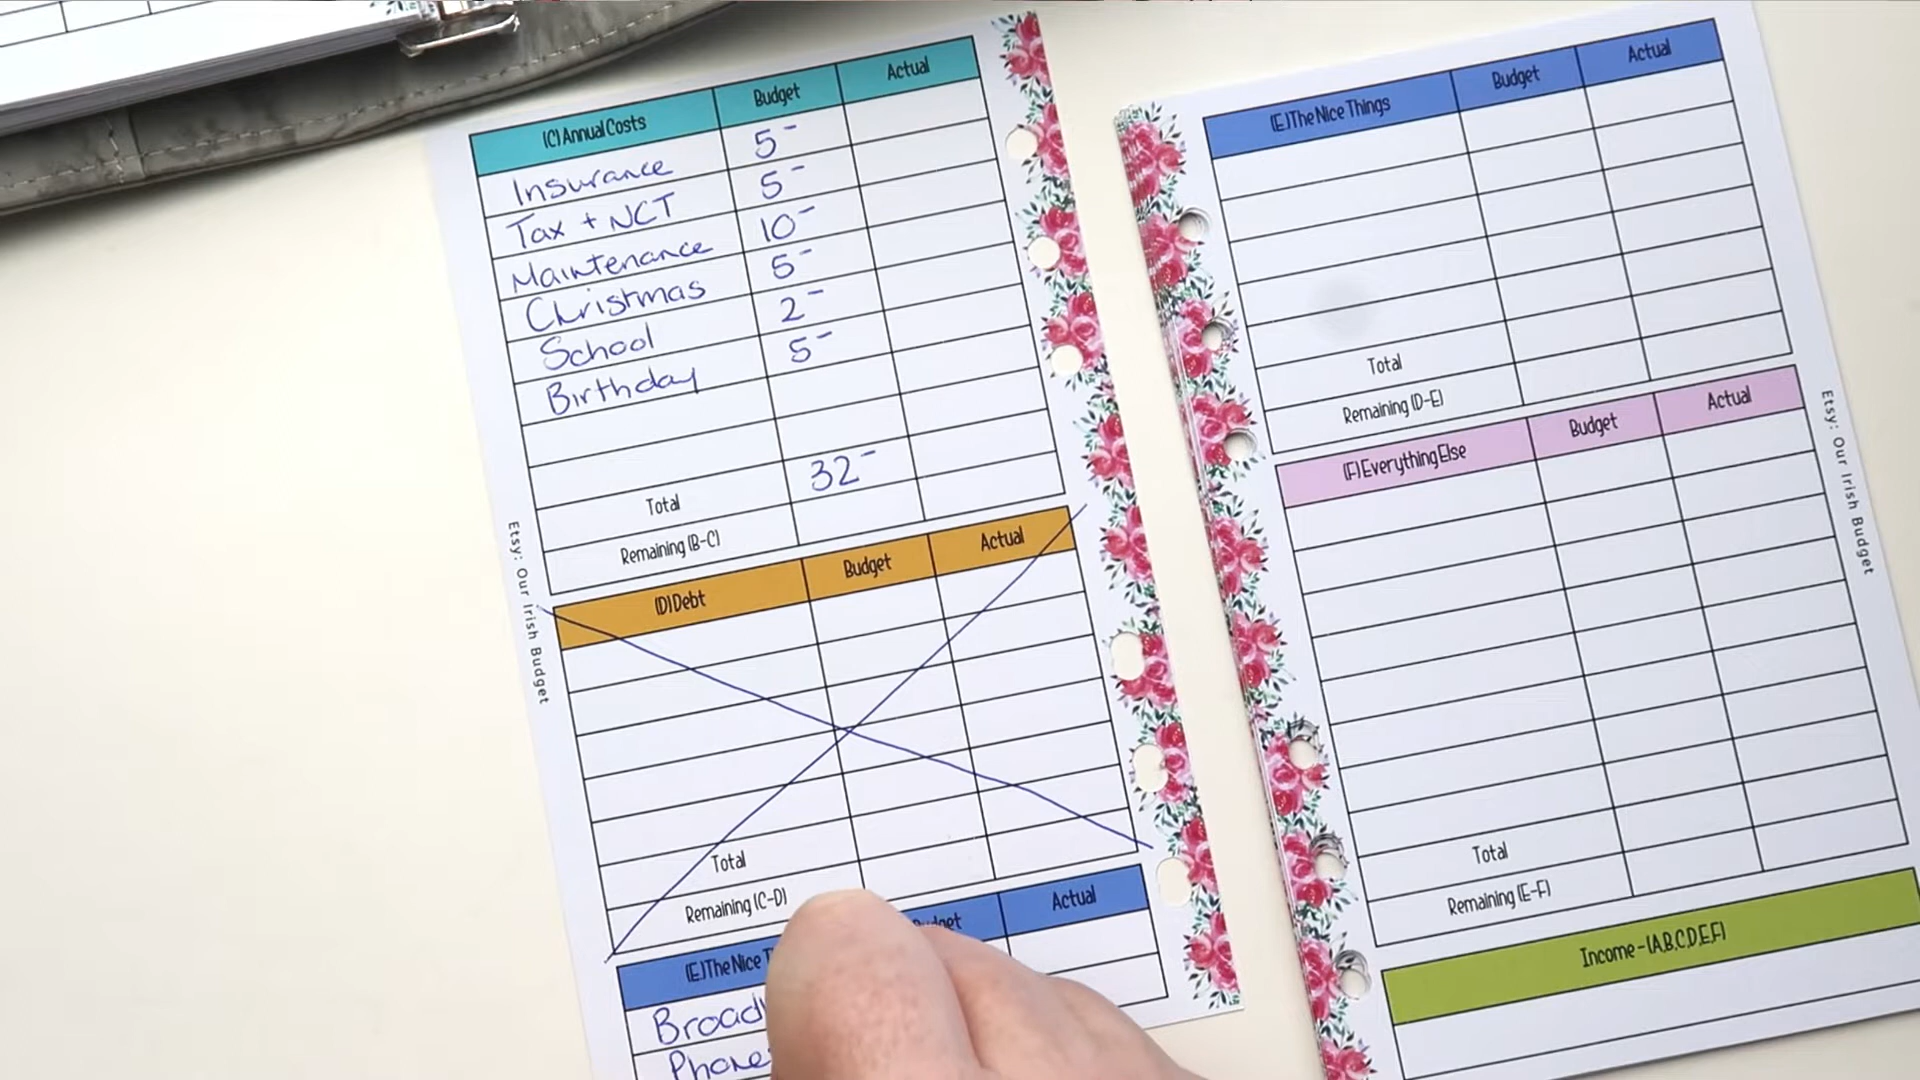 (C) Annual Costs Budget Actual
Insurance 5-
Tax + NCT 5-
Maintenance 10-
Christmas 5-
School 2-
Birthday 5-
Total 32-
Remaining (B-C)
(D) Debt Budget Actual
Total
Remaining (C-D)
(E) The Nice Actual
Phone
Etsy: Our Irish Budget
(E) The Nice Things Budget Actual
Total
Remaining (D-E)
(F) Everything Else Budget Actual
Total
Remaining (E-F)
Income - (A,B,C,D,E,F)
Etsy: Our Irish Budget